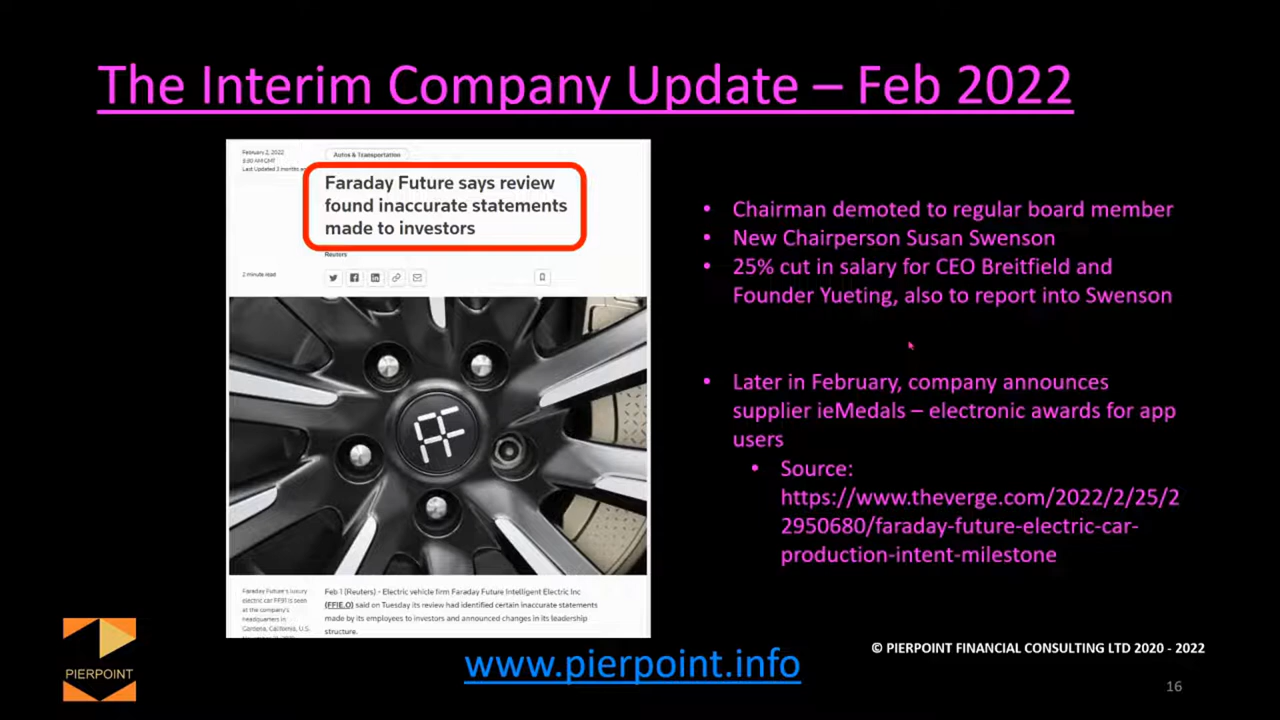 The Interim Company Update – Feb 2022
February 2, 2022
Autos & Transportation
Faraday Future says review
found inaccurate statements
made to investors
Reuters
2 minute read
FF
Faraday Future's luxury
electric car FF91 is seen
at the company's
headquarters in
Gardena, California, U.S.
Feb 1 (Reuters) - Electric vehicle firm Faraday Future Intelligent Electric Inc
(FFIE.O) said on Tuesday its review had identified certain inaccurate statements
made by its employees to investors and announced changes in its leadership
structure.
• Chairman demoted to regular board member
• New Chairperson Susan Swenson
• 25% cut in salary for CEO Breitfield and
Founder Yueting, also to report into Swenson
• Later in February, company announces
supplier ieMedals – electronic awards for app
users
• Source:
https://www.theverge.com/2022/2/25/2
2950680/faraday-future-electric-car-
production-intent-milestone
PIERPOINT
www.pierpoint.info
© PIERPOINT FINANCIAL CONSULTING LTD 2020 - 2022
16